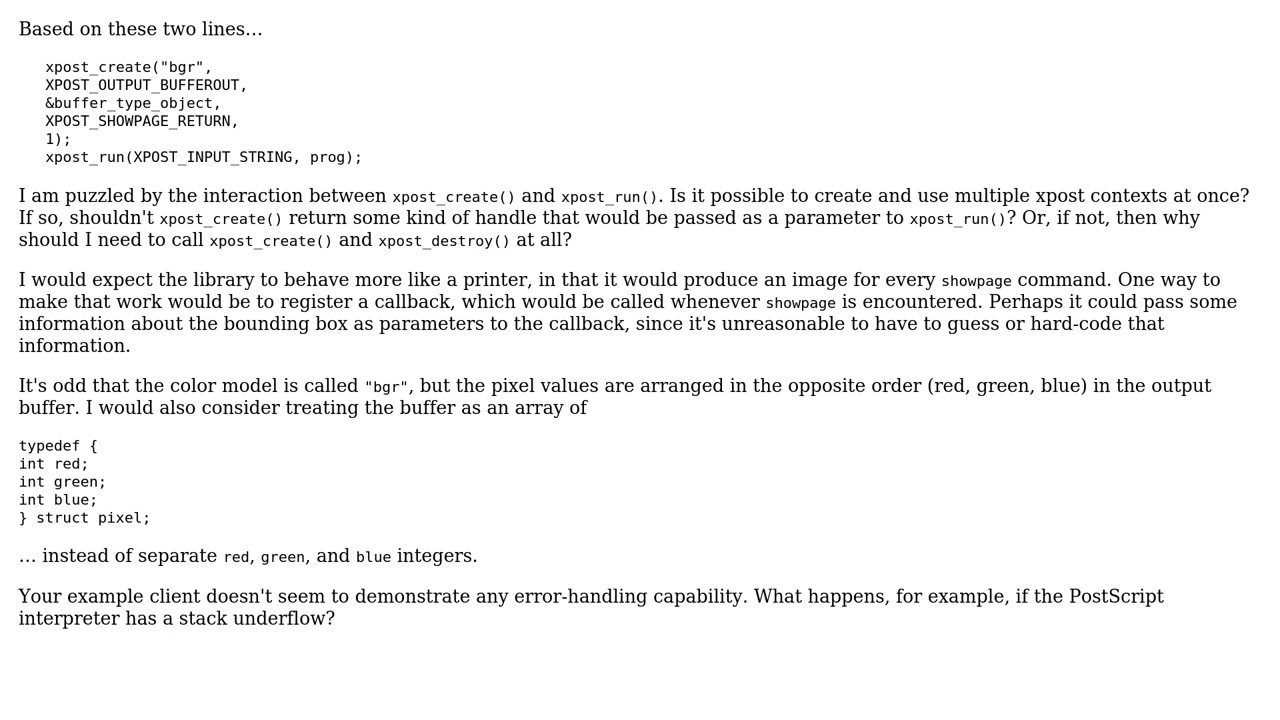 Based on these two lines…
xpost_create("bgr",
XPOST_OUTPUT_BUFFEROUT,
&buffer_type_object,
XPOST_SHOWPAGE_RETURN,
1);
xpost_run(XPOST_INPUT_STRING, prog);
I am puzzled by the interaction between xpost_create() and xpost_run(). Is it possible to create and use multiple xpost contexts at once?
If so, shouldn't xpost_create() return some kind of handle that would be passed as a parameter to xpost_run()? Or, if not, then why
should I need to call xpost_create() and xpost_destroy() at all?
I would expect the library to behave more like a printer, in that it would produce an image for every showpage command. One way to
make that work would be to register a callback, which would be called whenever showpage is encountered. Perhaps it could pass some
information about the bounding box as parameters to the callback, since it's unreasonable to have to guess or hard-code that
information.
It's odd that the color model is called "bgr", but the pixel values are arranged in the opposite order (red, green, blue) in the output
buffer. I would also consider treating the buffer as an array of
typedef {
int red;
int green;
int blue;
} struct pixel;
… instead of separate red, green, and blue integers.
Your example client doesn't seem to demonstrate any error-handling capability. What happens, for example, if the PostScript
interpreter has a stack underflow?